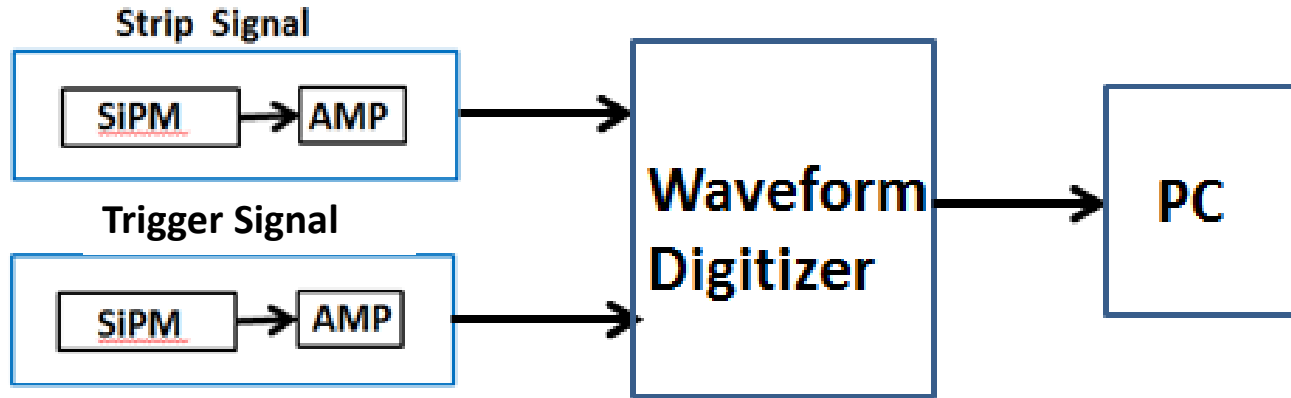 Strip Signal
SiPM
AMP
Trigger Signal
SiPM
AMP
Waveform
Digitizer
PC